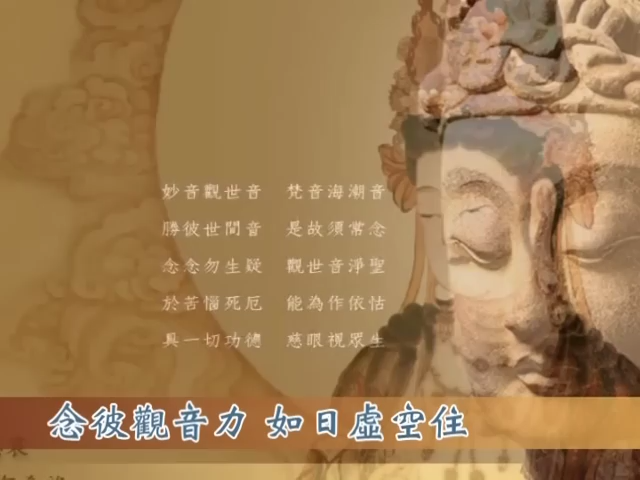 妙音觀世音　梵音海潮音
勝彼世間音　是故須常念
念念勿生疑　觀世音淨聖
於苦惱死厄　能為作依怙
具一切功德　慈眼視眾生
念彼觀音力 如日虛空住